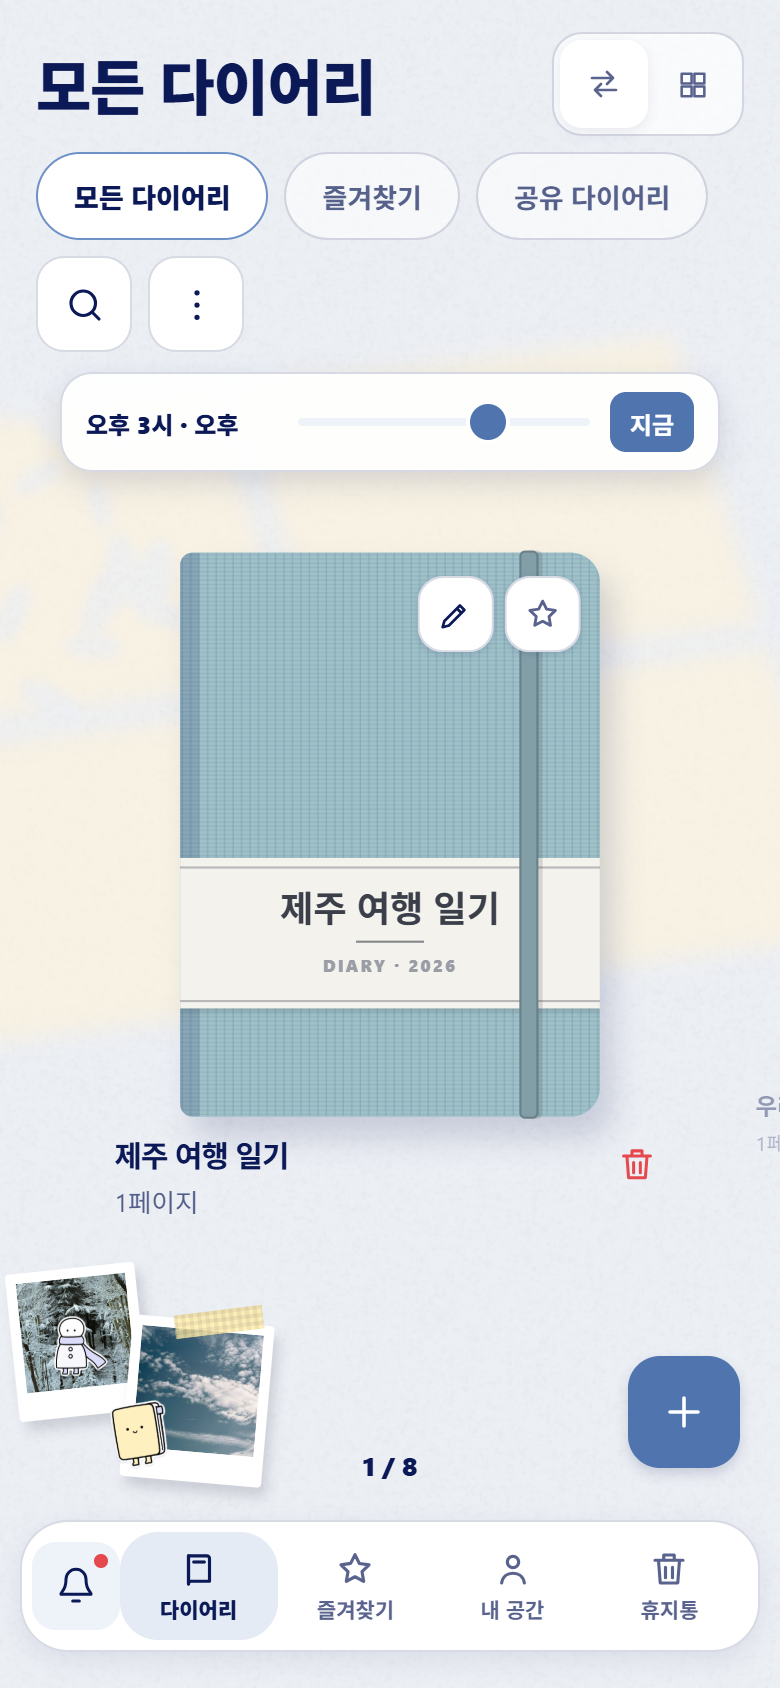 모든 다이어리
모든 다이어리
즐겨찾기
공유 다이어리
오후 3시 · 오후
지금
제주 여행 일기
DIARY · 2026
제주 여행 일기
1페이지
1 / 8
다이어리
즐겨찾기
내 공간
휴지통